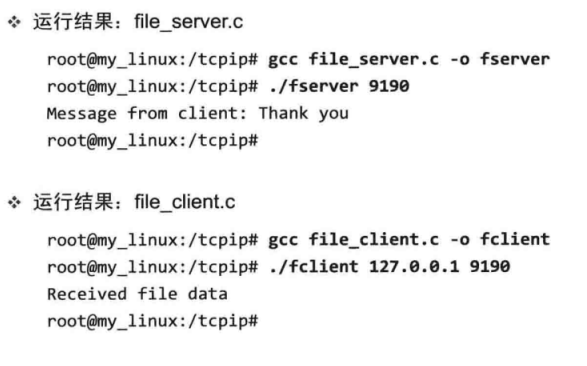 ❖ 运行结果：file_server.c
root@my_linux:/tcpip# gcc file_server.c -o fserver
root@my_linux:/tcpip# ./fserver 9190
Message from client: Thank you
root@my_linux:/tcpip#
❖ 运行结果：file_client.c
root@my_linux:/tcpip# gcc file_client.c -o fclient
root@my_linux:/tcpip# ./fclient 127.0.0.1 9190
Received file data
root@my_linux:/tcpip#